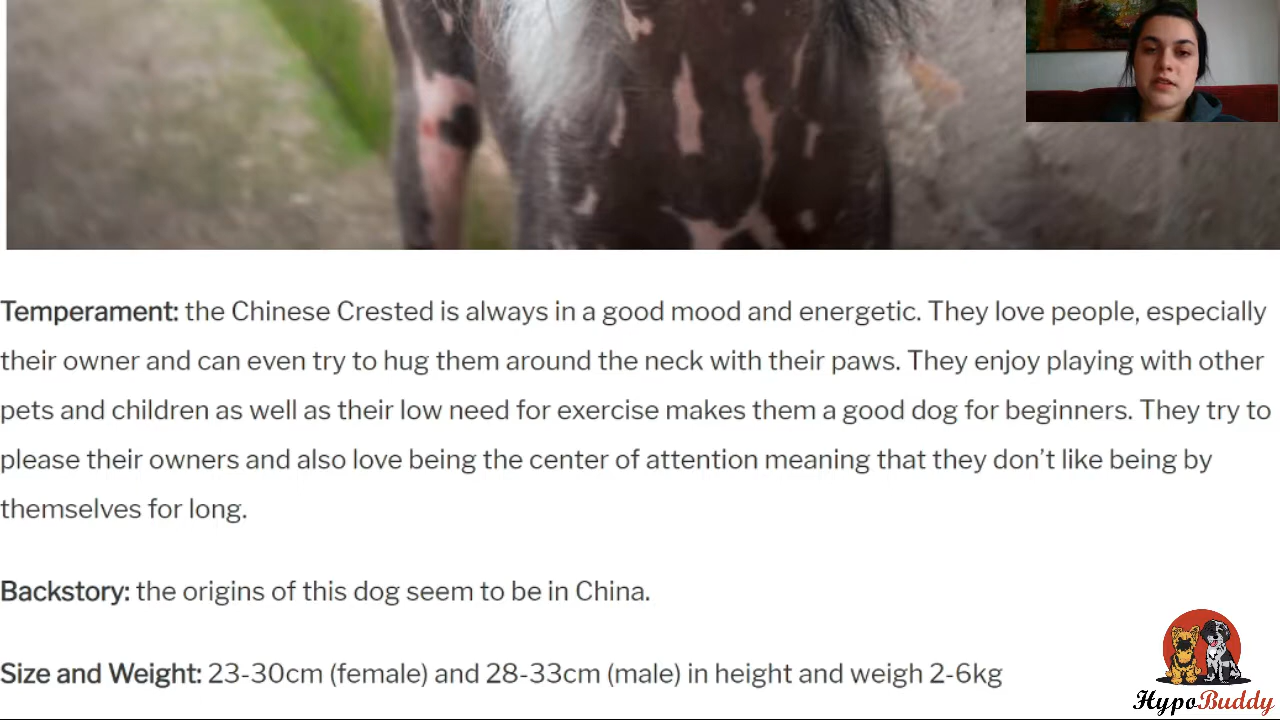 Temperament: the Chinese Crested is always in a good mood and energetic. They love people, especially
their owner and can even try to hug them around the neck with their paws. They enjoy playing with other
pets and children as well as their low need for exercise makes them a good dog for beginners. They try to
please their owners and also love being the center of attention meaning that they don’t like being by
themselves for long.
Backstory: the origins of this dog seem to be in China.
Size and Weight: 23-30cm (female) and 28-33cm (male) in height and weigh 2-6kg
HypoBuddy